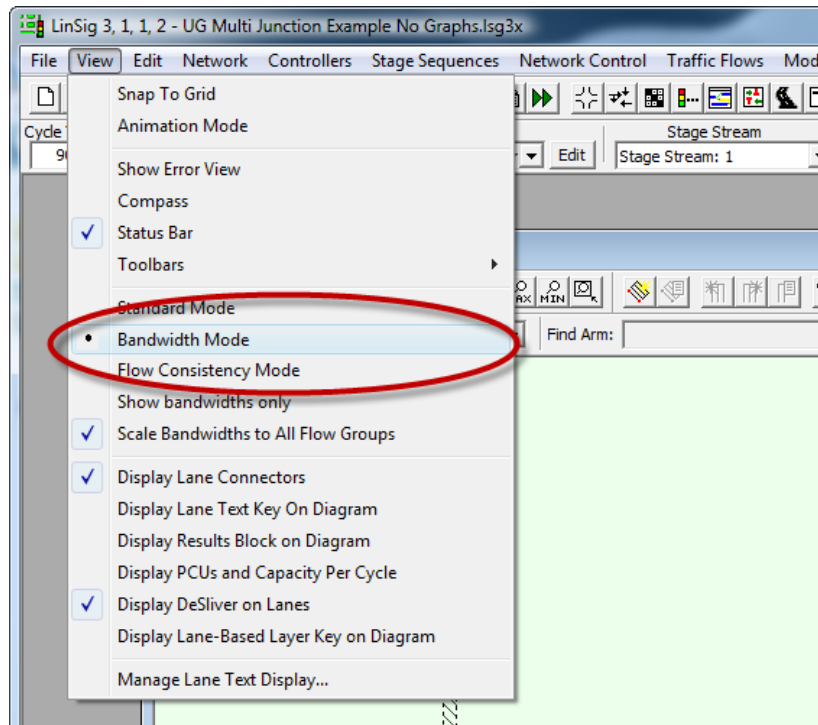 LinSig 3, 1, 1, 2 - UG Multi Junction Example No Graphs.lsg3x
File View Edit Network Controllers Stage Sequences Network Control Traffic Flows
Snap To Grid
Animation Mode
Cycle
Stage Stream
Edit
Stage Stream: 1
Show Error View
Compass
Status Bar
Toolbars
MIN
Standard Mode
Bandwidth Mode
Find Arm:
Flow Consistency Mode
Show bandwidths only
Scale Bandwidths to All Flow Groups
Display Lane Connectors
Display Lane Text Key On Diagram
Display Results Block on Diagram
Display PCUs and Capacity Per Cycle
Display DeSliver on Lanes
Display Lane-Based Layer Key on Diagram
Manage Lane Text Display...